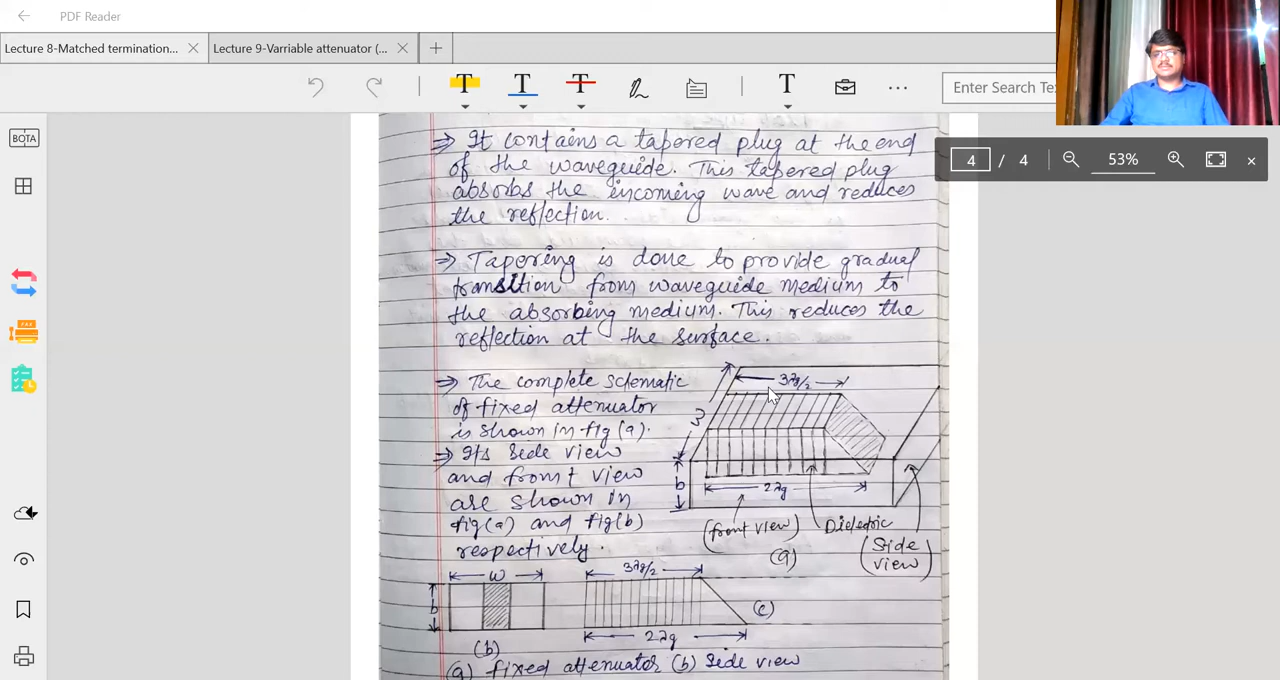 PDF Reader
Lecture 8-Matched termination...
Lecture 9-Varriable attenuator (...
T T T T
Enter Search Te
BOTA
4 / 4 53%
⇒ It contains a tapered plug at the end
of the waveguide. This tapered plug
absorbs the incoming wave and reduces
the reflection.
⇒ Tapering is done to provide gradual
transition from waveguide medium to
the absorbing medium. This reduces the
reflection at the surface.
⇒ The complete schematic
of fixed attenuator
is shown in fig (a).
⇒ Its side view
and front view
are shown in
fig(a) and fig(b)
respectively.
3λg/2
b
2λg
(front view)
Dielectric
(Side
view)
(a)
w
b
(b)
3λg/2
2λg
(c)
(a) fixed attenuator (b) Side view